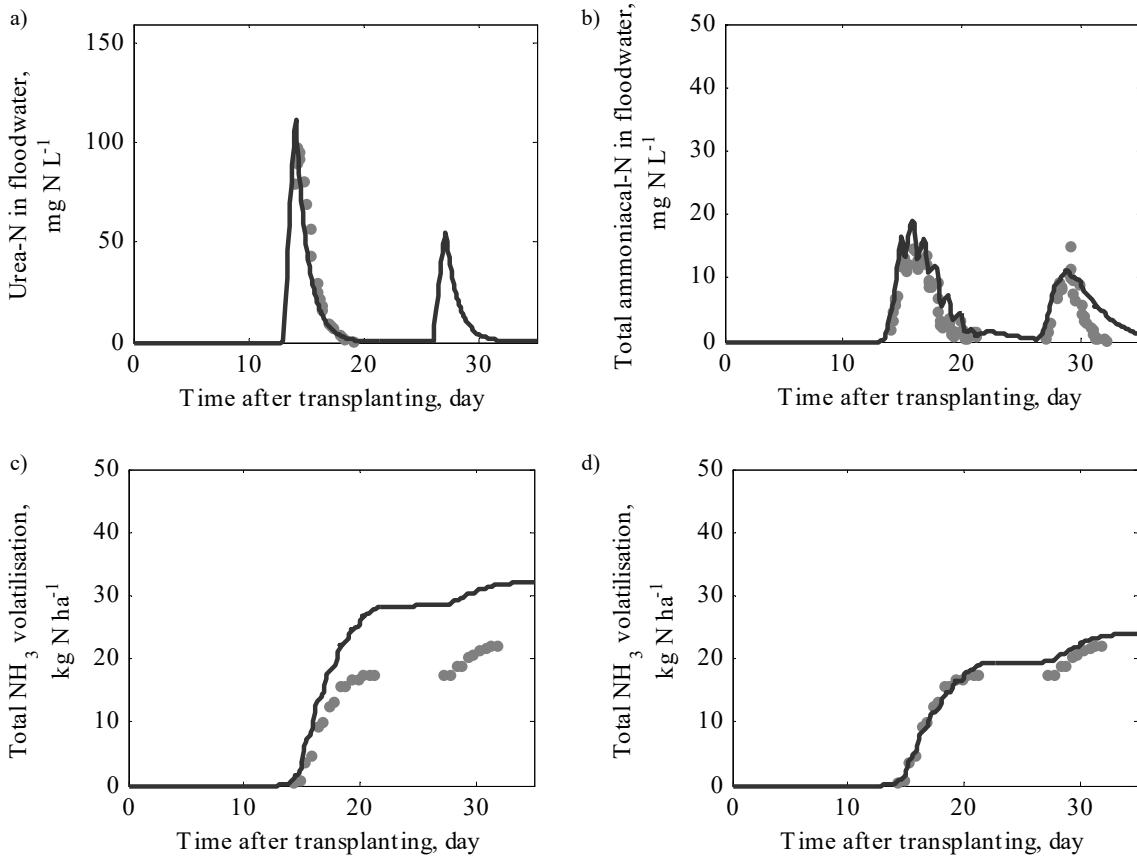 a)
Urea-N in floodwater,
mg N L-1
150
100
50
0
0 10 20 30
Time after transplanting, day
b)
Total ammoniacal-N in floodwater,
mg N L-1
50
40
30
20
10
0
0 10 20 30
Time after transplanting, day
c)
Total NH3 volatilisation,
kg N ha-1
50
40
30
20
10
0
0 10 20 30
Time after transplanting, day
d)
Total NH3 volatilisation,
kg N ha-1
50
40
30
20
10
0
0 10 20 30
Time after transplanting, day